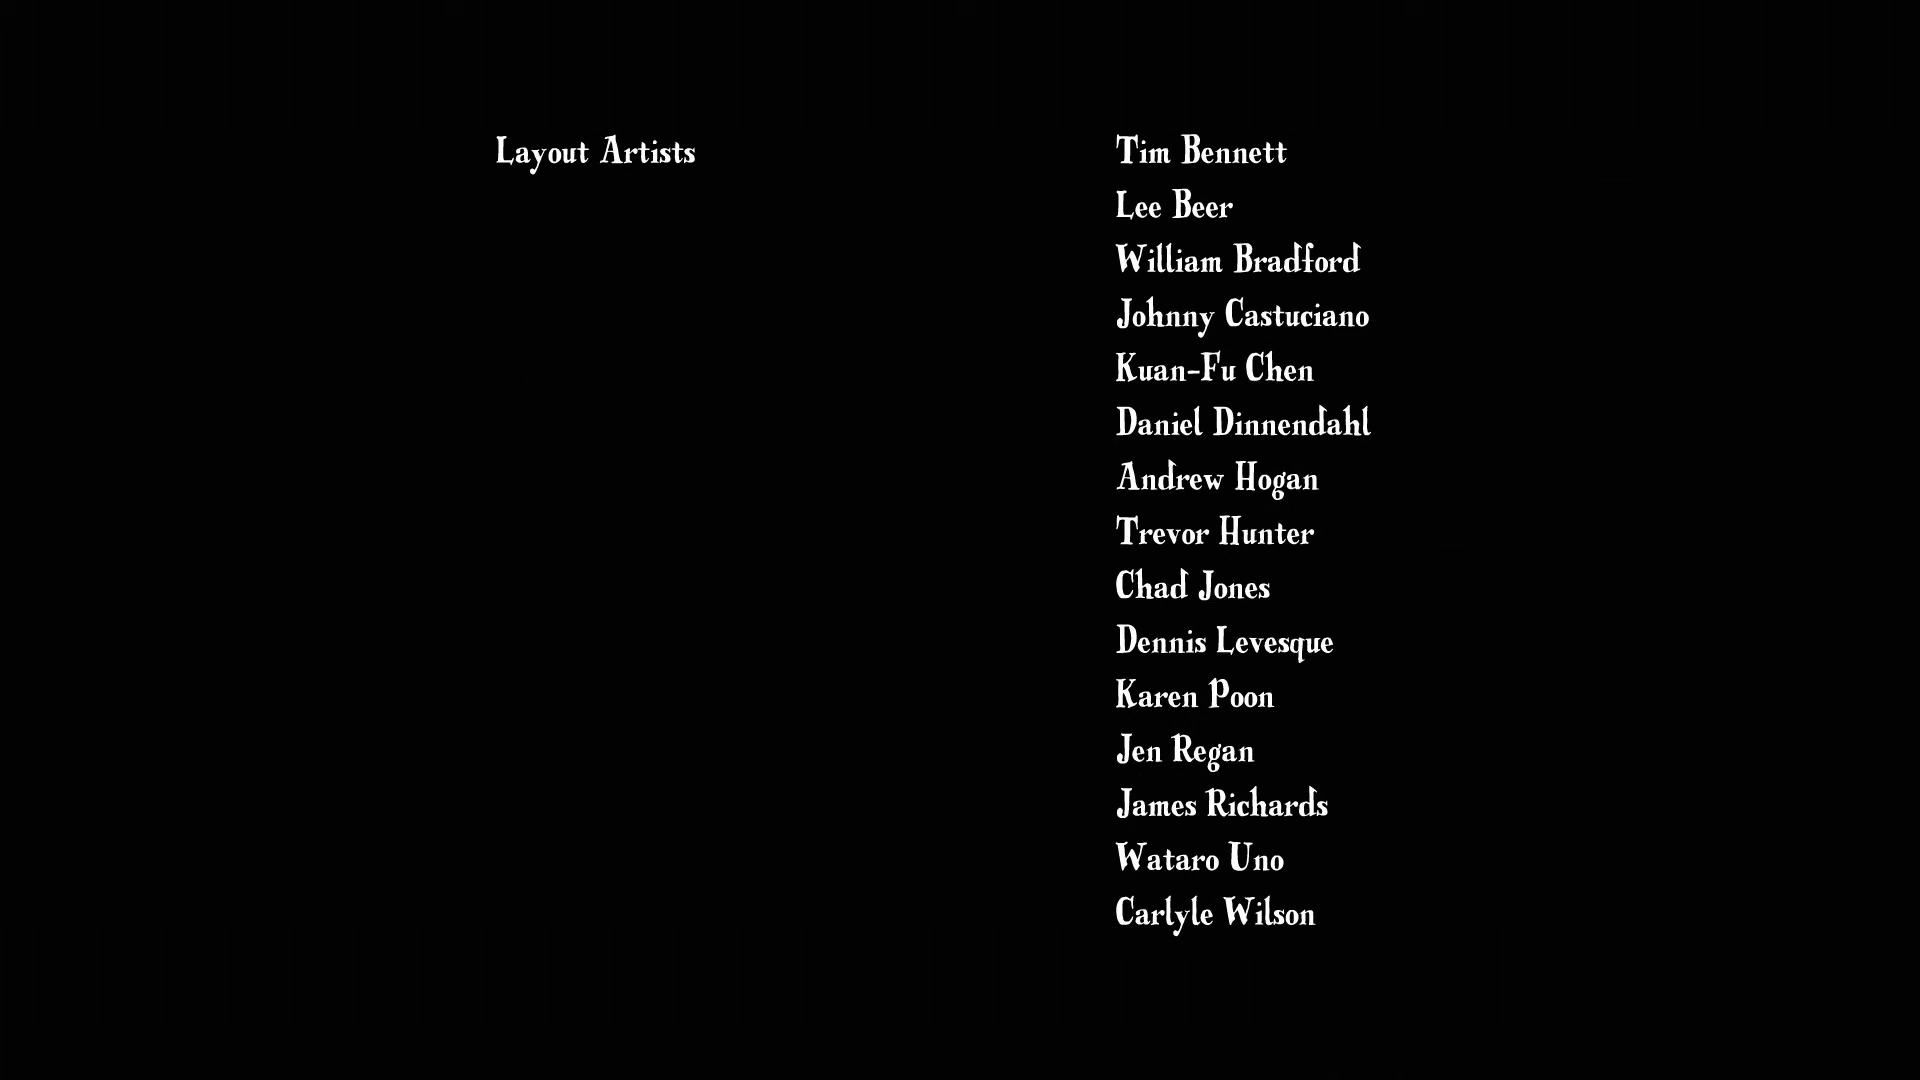 Layout Artists Tim Bennett
Lee Beer
William Bradford
Johnny Castuciano
Kuan-Fu Chen
Daniel Dinnendahl
Andrew Hogan
Trevor Hunter
Chad Jones
Dennis Levesque
Karen Poon
Jen Regan
James Richards
Wataro Uno
Carlyle Wilson